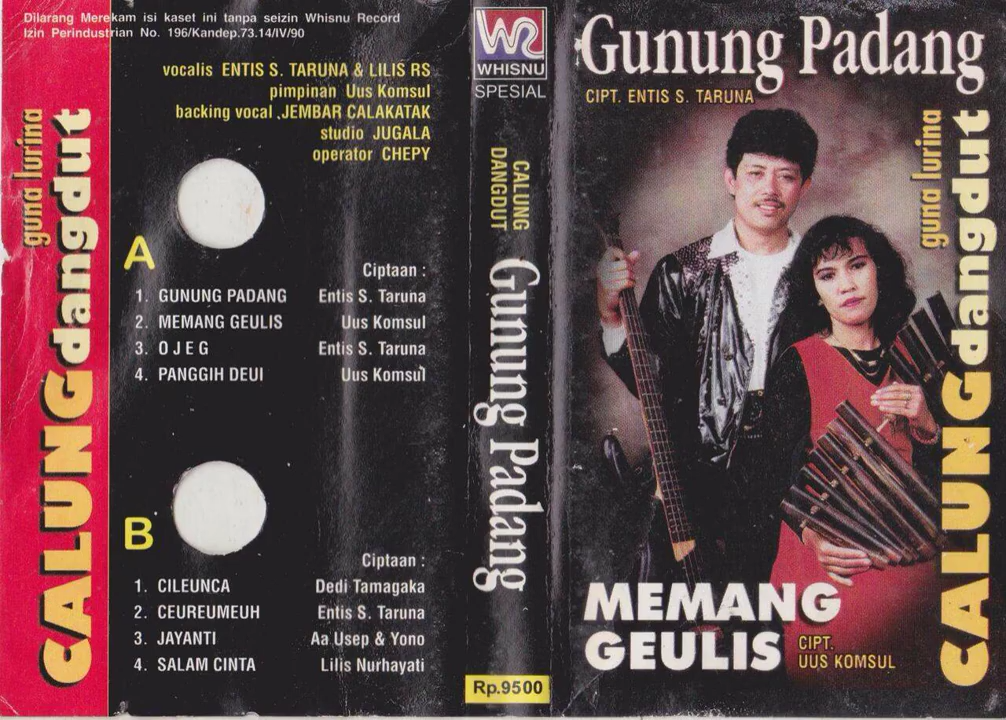 Dilarang Merekam isi kaset ini tanpa seizin Whisnu Record
Izin Perindustrian No. 196/Kandep.73.14/IV/90
vocalis ENTIS S. TARUNA & LILIS RS
pimpinan Uus Komsul
backing vocal JEMBAR CALAKATAK
studio JUGALA
operator CHEPY
guna lurina
CALUNG dangdut
A
Ciptaan :
1. GUNUNG PADANG Entis S. Taruna
2. MEMANG GEULIS Uus Komsul
3. O J E G Entis S. Taruna
4. PANGGIH DEUI Uus Komsul
B
Ciptaan :
1. CILEUNCA Dedi Tamagaka
2. CEUREUMEUH Entis S. Taruna
3. JAYANTI Aa Usep & Yono
4. SALAM CINTA Lilis Nurhayati
WHISNU
SPESIAL
CALUNG
DANGDUT
Gunung Padang
Rp.9500
Gunung Padang
CIPT. ENTIS S. TARUNA
guna lurina
CALUNG dangdut
MEMANG
GEULIS
CIPT.
UUS KOMSUL